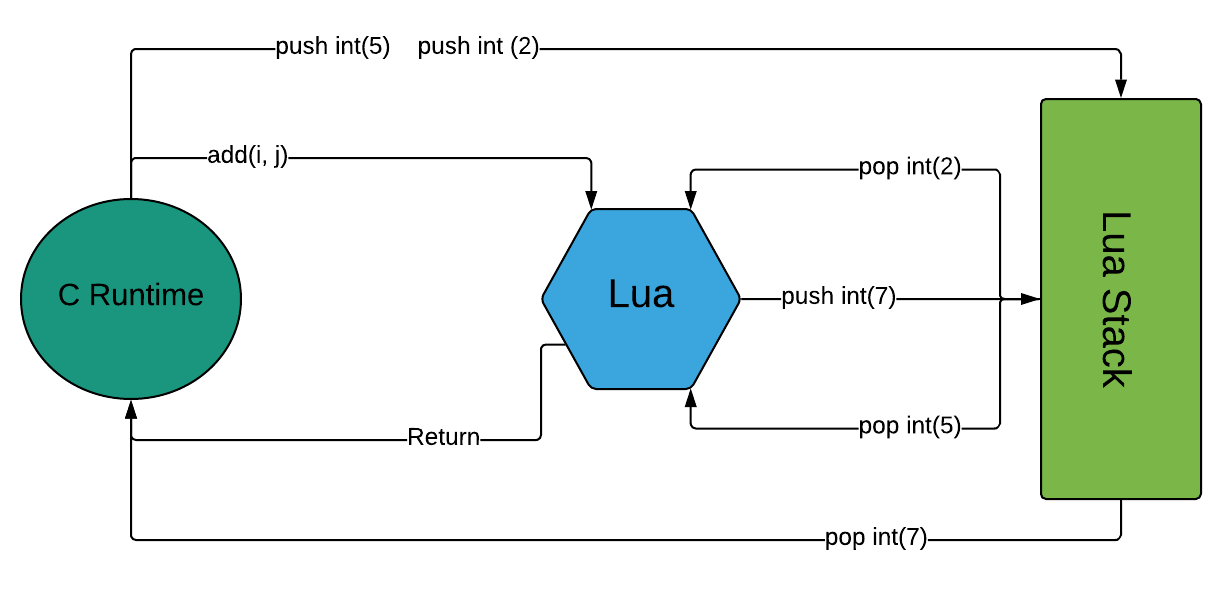 push int(5) push int (2)
add(i, j)
pop int(2)
C Runtime
Lua
push int(7)
Lua Stack
pop int(5)
Return
pop int(7)